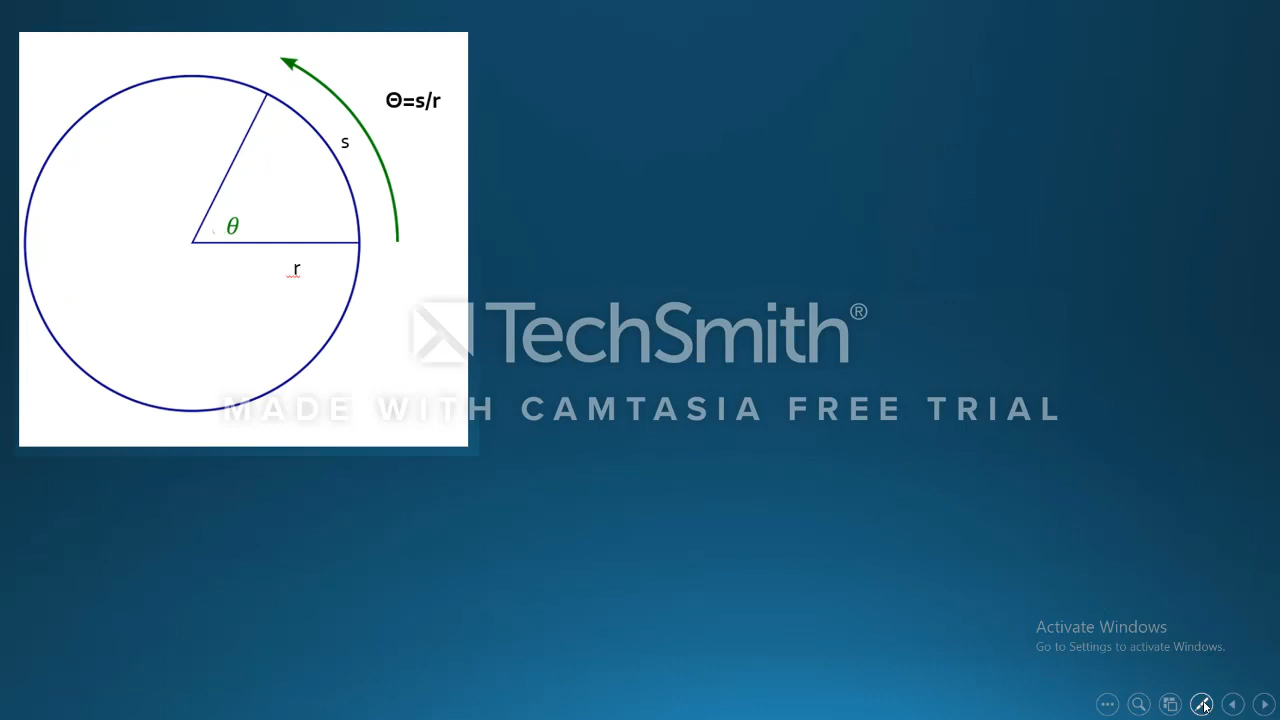 Θ=s/r
s
θ
r
TechSmith®
MADE WITH CAMTASIA FREE TRIAL
Activate Windows
Go to Settings to activate Windows.